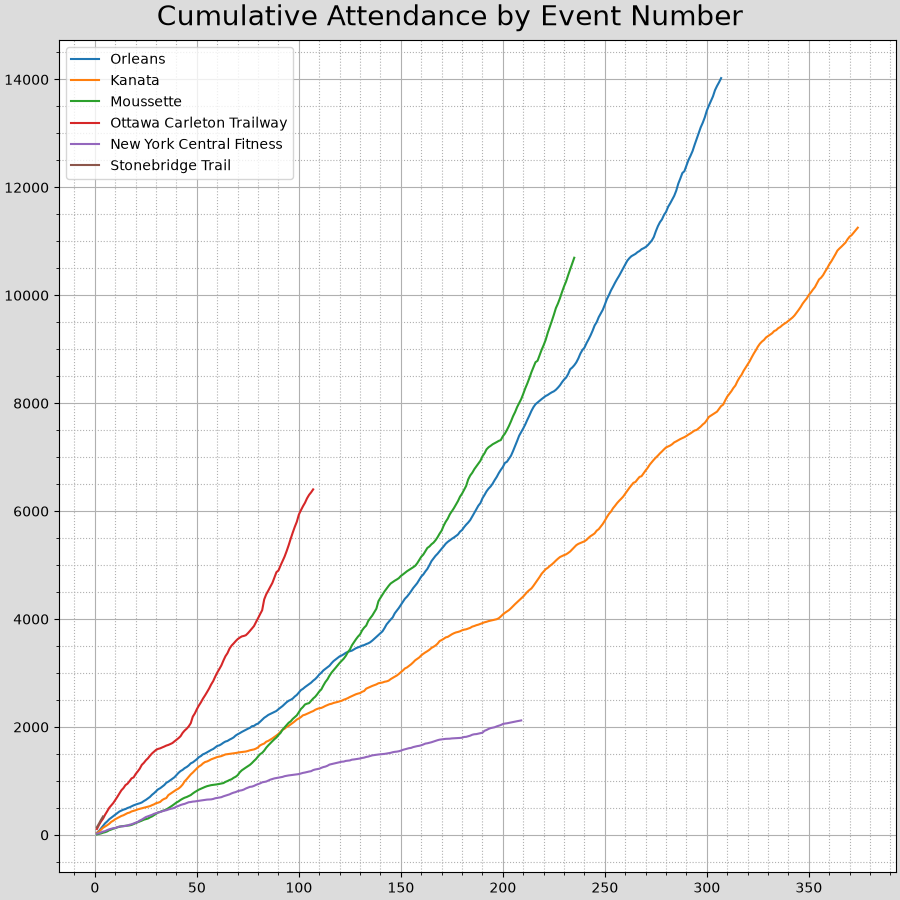 Cumulative Attendance by Event Number
Orleans
Kanata
Moussette
Ottawa Carleton Trailway
New York Central Fitness
Stonebridge Trail
14000
12000
10000
8000
6000
4000
2000
0
0 50 100 150 200 250 300 350